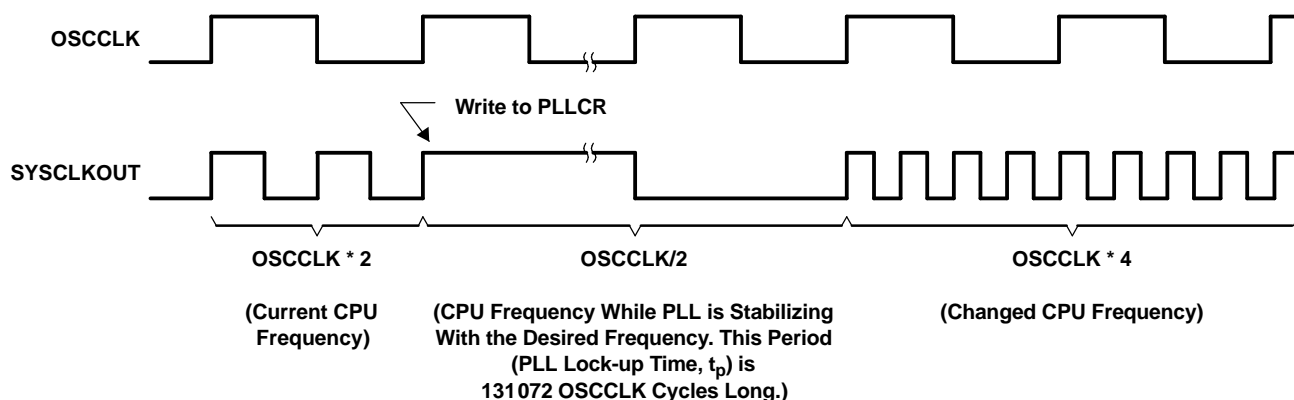 OSCCLK
Write to PLLCR
SYSCLKOUT
OSCCLK * 2
OSCCLK/2
OSCCLK * 4
(Current CPU
Frequency)
(CPU Frequency While PLL is Stabilizing
With the Desired Frequency. This Period
(PLL Lock-up Time, tp) is
131072 OSCCLK Cycles Long.)
(Changed CPU Frequency)